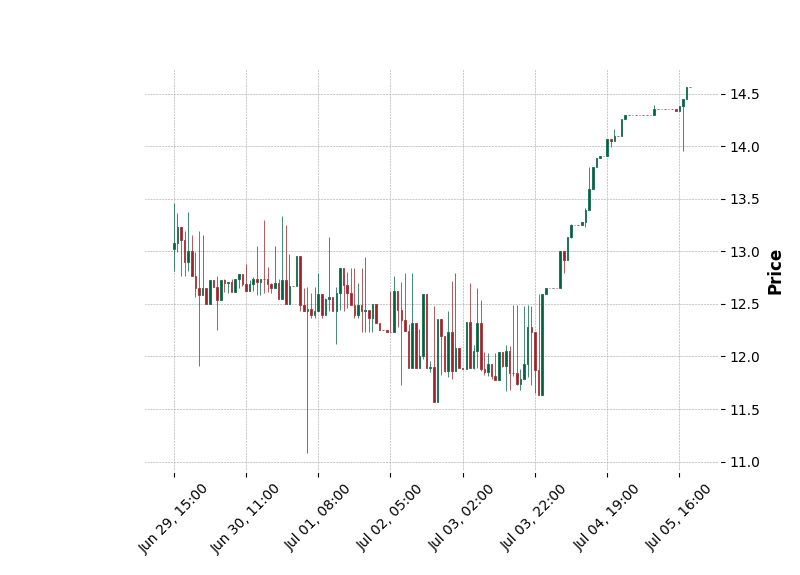 14.5
14.0
13.5
13.0
12.5
12.0
11.5
11.0
Price
Jun 29, 15:00
Jun 30, 11:00
Jul 01, 08:00
Jul 02, 05:00
Jul 03, 02:00
Jul 03, 22:00
Jul 04, 19:00
Jul 05, 16:00